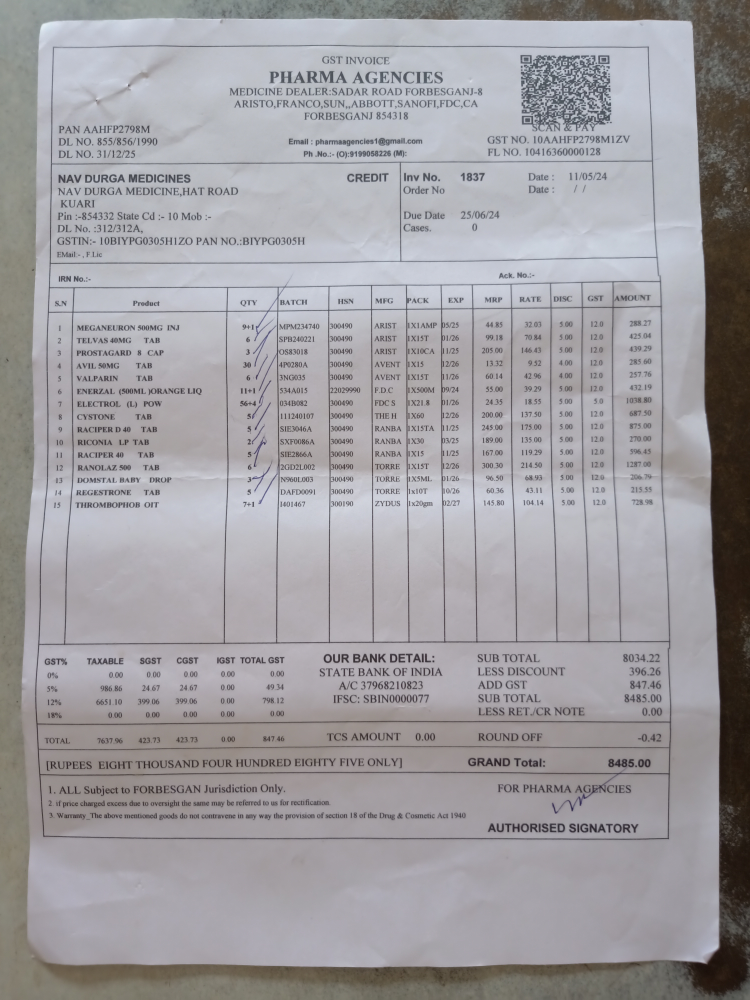 GST INVOICE
PHARMA AGENCIES
MEDICINE DEALER:SADAR ROAD FORBESGANJ-8
ARISTO,FRANCO,SUN,,ABBOTT,SANOFI,FDC,CA
FORBESGANJ 854318
SCAN & PAY
PAN AAHFP2798M
DL NO. 855/856/1990 Email : pharmaagencies1@gmail.com GST NO. 10AAHFP2798M1ZV
DL NO. 31/12/25 Ph .No.:- (O):9199058226 (M): FL NO. 10416360000128
NAV DURGA MEDICINES CREDIT Inv No. 1837 Date : 11/05/24
NAV DURGA MEDICINE,HAT ROAD Order No Date : / /
KUARI
Pin :-854332 State Cd :- 10 Mob :- Due Date 25/06/24
DL No. :312/312A, Cases. 0
GSTIN:- 10BIYPG0305H1ZO PAN NO.:BIYPG0305H
EMail:- , F.Lic
IRN No.:- Ack. No.:-
S.N Product QTY BATCH HSN MFG PACK EXP MRP RATE DISC GST AMOUNT
1 MEGANEURON 500MG INJ 9+1 MPM234740 300490 ARIST 1X1AMP 05/25 44.85 32.03 5.00 12.0 288.27
2 TELVAS 40MG TAB 6 SPB240221 300490 ARIST 1X15T 01/26 99.18 70.84 5.00 12.0 425.04
3 PROSTAGARD 8 CAP 3 OS83018 300490 ARIST 1X10CA 11/25 205.00 146.43 5.00 12.0 439.29
4 AVIL 50MG TAB 30 4P0280A 300490 AVENT 1X15 12/26 13.32 9.52 4.00 12.0 285.60
5 VALPARIN TAB 6 3NG035 300490 AVENT 1X15T 11/26 60.14 42.96 4.00 12.0 257.76
6 ENERZAL (500ML )ORANGE LIQ 11+1 534A015 22029990 F.D.C 1X500M 09/24 55.00 39.29 5.00 12.0 432.19
7 ELECTROL (L) POW 56+4 034B082 300490 FDC S 1X21.8 01/26 24.35 18.55 5.00 5.0 1038.80
8 CYSTONE TAB 5 111240107 300490 THE H 1X60 12/26 200.00 137.50 5.00 12.0 687.50
9 RACIPER D 40 TAB 5 SIE3046A 300490 RANBA 1X15TA 11/25 245.00 175.00 5.00 12.0 875.00
10 RICONIA LP TAB 2 SXF0086A 300490 RANBA 1X30 03/25 189.00 135.00 5.00 12.0 270.00
11 RACIPER 40 TAB 5 SIE2866A 300490 RANBA 1X15 11/25 167.00 119.29 5.00 12.0 596.45
12 RANOLAZ 500 TAB 6 2GD2L002 300490 TORRE 1X15T 12/26 300.30 214.50 5.00 12.0 1287.00
13 DOMSTAL BABY DROP 3 N960L003 300490 TORRE 1X5ML 01/26 96.50 68.93 5.00 12.0 206.79
14 REGESTRONE TAB 5 DAFD0091 300490 TORRE 1x10T 10/26 60.36 43.11 5.00 12.0 215.55
15 THROMBOPHOB OIT 7+1 I401467 300190 ZYDUS 1x20gm 02/27 145.80 104.14 5.00 12.0 728.98
GST% TAXABLE SGST CGST IGST TOTAL GST OUR BANK DETAIL: SUB TOTAL 8034.22
0% 0.00 0.00 0.00 0.00 0.00 STATE BANK OF INDIA LESS DISCOUNT 396.26
5% 986.86 24.67 24.67 0.00 49.34 A/C 37968210823 ADD GST 847.46
12% 6651.10 399.06 399.06 0.00 798.12 IFSC: SBIN0000077 SUB TOTAL 8485.00
18% 0.00 0.00 0.00 0.00 0.00 LESS RET./CR NOTE 0.00
TOTAL 7637.96 423.73 423.73 0.00 847.46 TCS AMOUNT 0.00 ROUND OFF -0.42
[RUPEES EIGHT THOUSAND FOUR HUNDRED EIGHTY FIVE ONLY] GRAND Total: 8485.00
1. ALL Subject to FORBESGAN Jurisdiction Only. FOR PHARMA AGENCIES
2. if price charged excess due to oversight the same may be referred to us for rectification.
3. Warranty_The above mentioned goods do not contravene in any way the provision of section 18 of the Drug & Cosmetic Act 1940
AUTHORISED SIGNATORY